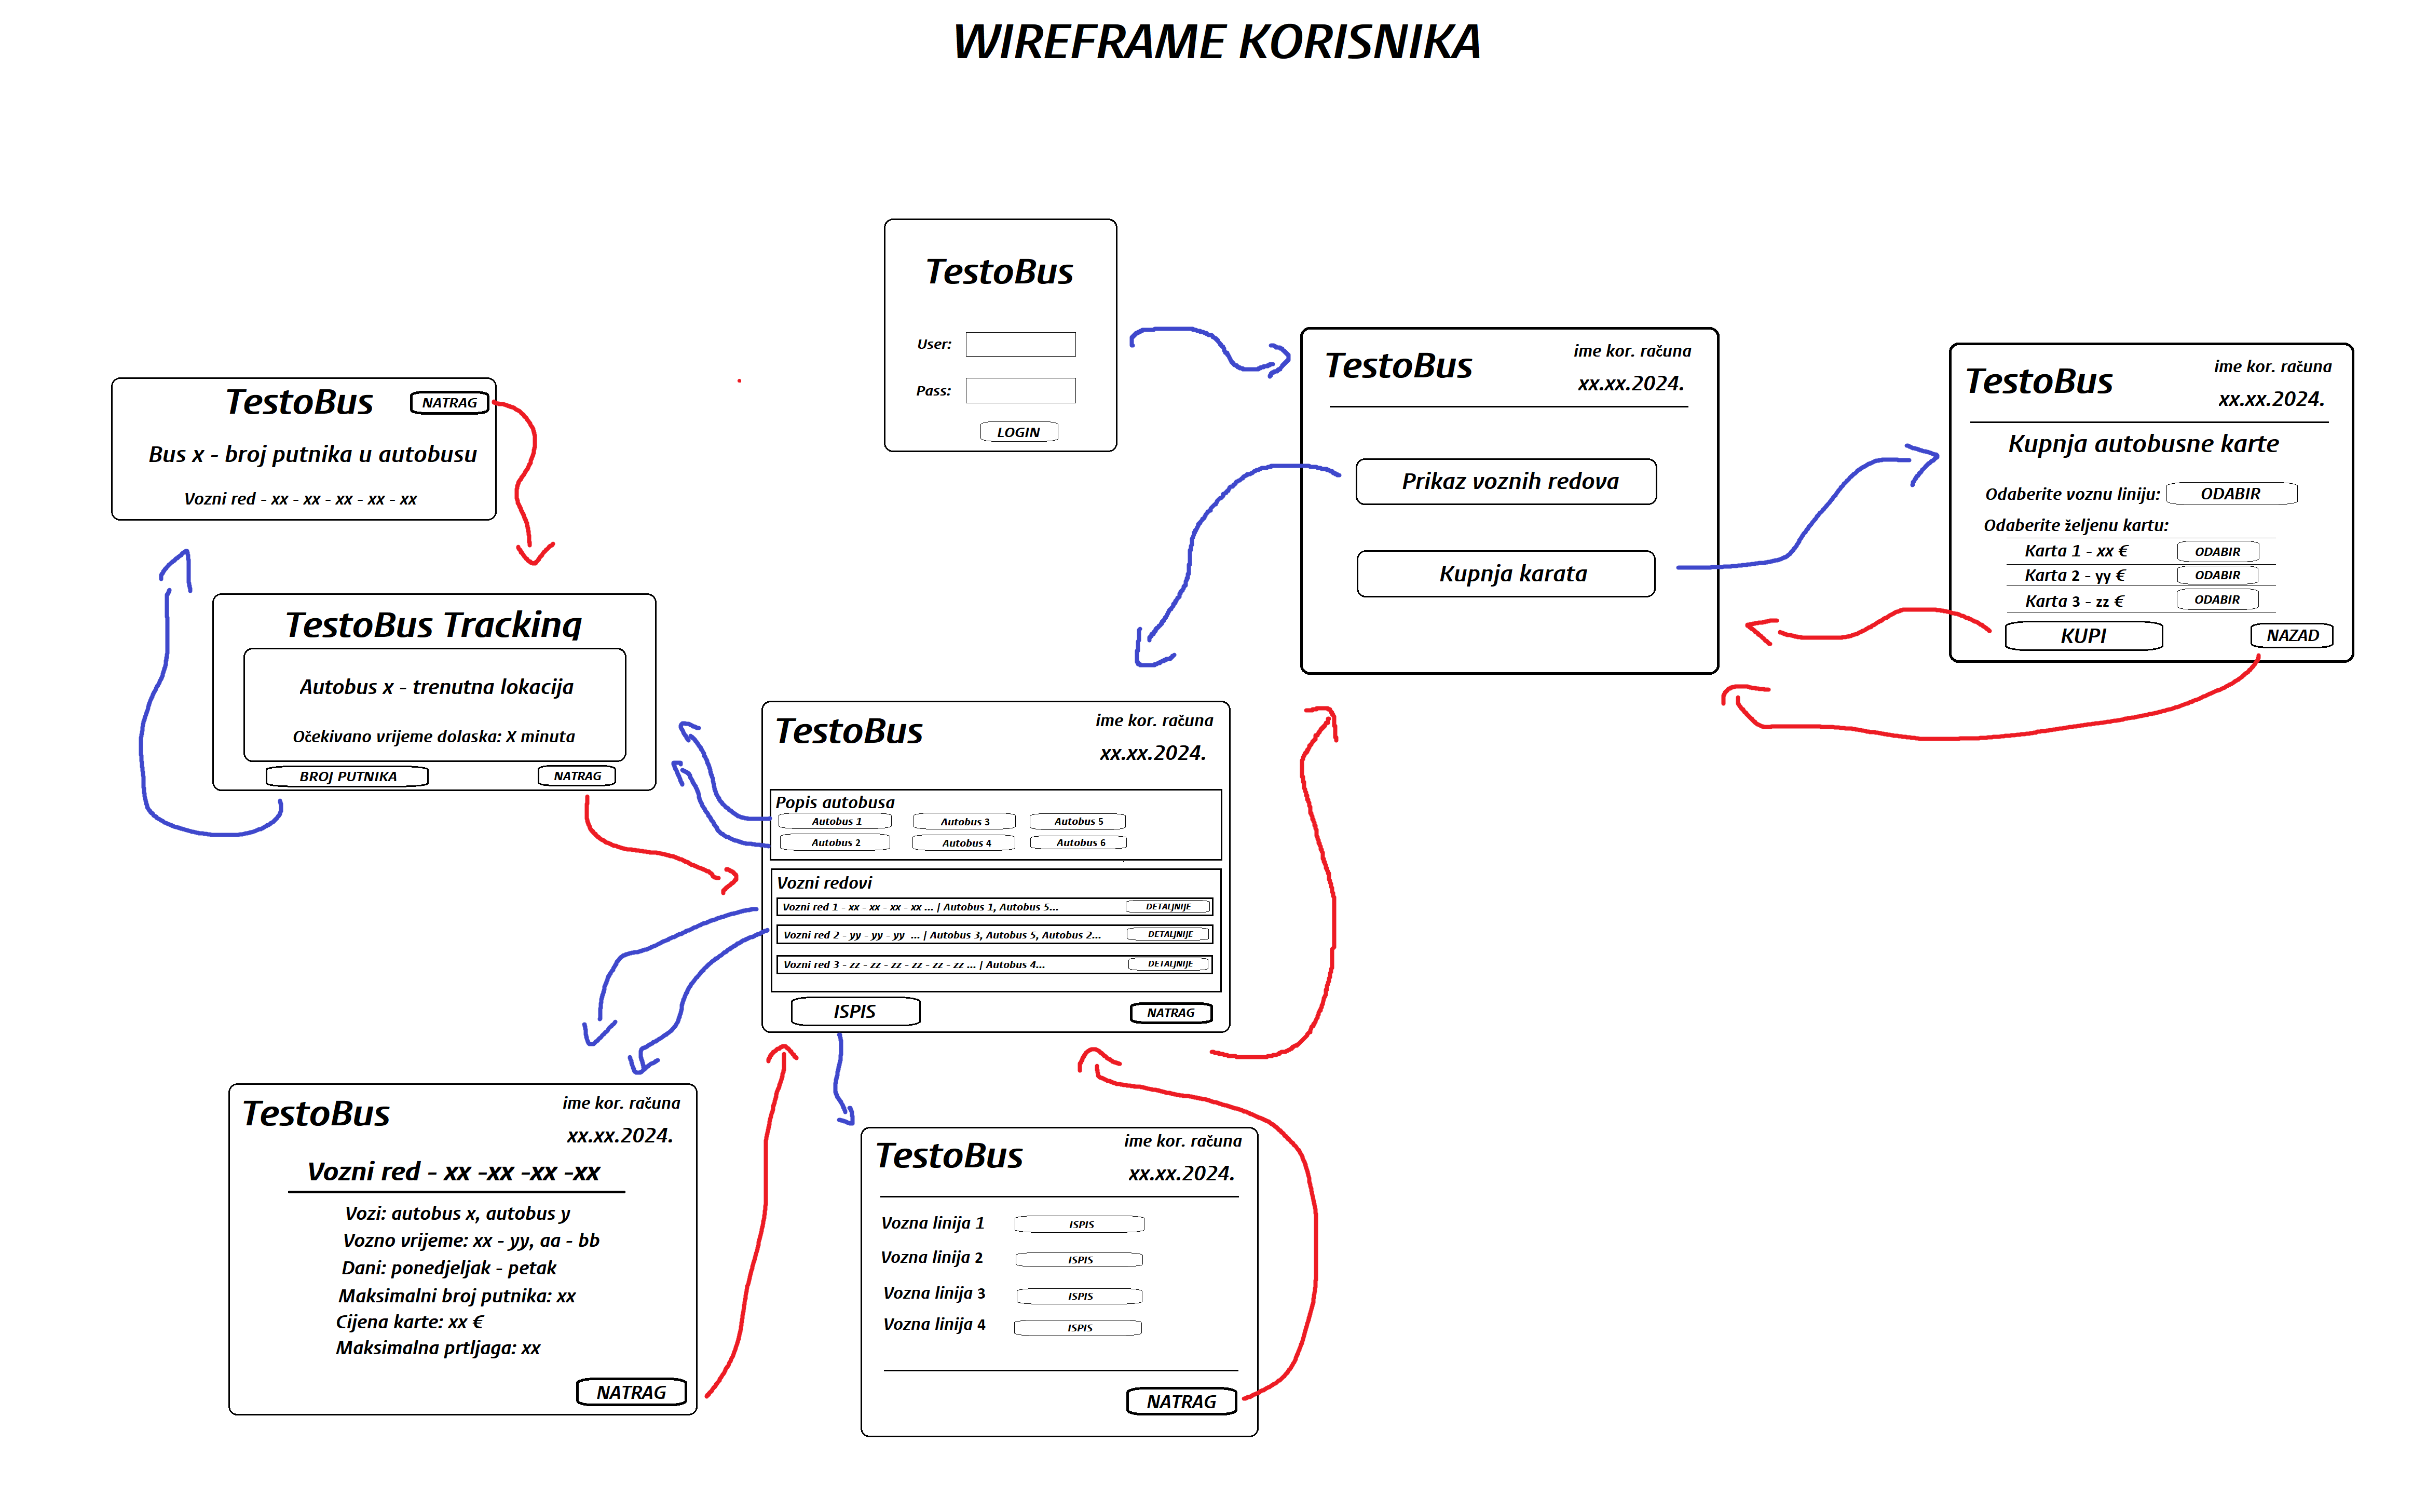 WIREFRAME KORISNIKA
TestoBus
User:
Pass:
LOGIN
TestoBus
ime kor. računa
xx.xx.2024.
Prikaz voznih redova
Kupnja karata
TestoBus
ime kor. računa
xx.xx.2024.
Kupnja autobusne karte
Odaberite voznu liniju: ODABIR
Odaberite željenu kartu:
Karta 1 - xx € ODABIR
Karta 2 - yy € ODABIR
Karta 3 - zz € ODABIR
KUPI NAZAD
TestoBus NATRAG
Bus x - broj putnika u autobusu
Vozni red - xx - xx - xx - xx - xx
TestoBus Tracking
Autobus x - trenutna lokacija
Očekivano vrijeme dolaska: X minuta
BROJ PUTNIKA NATRAG
TestoBus
ime kor. računa
xx.xx.2024.
Popis autobusa
Autobus 1 Autobus 3 Autobus 5
Autobus 2 Autobus 4 Autobus 6
Vozni redovi
Vozni red 1 - xx - xx - xx - xx ... | Autobus 1, Autobus 5... DETALJNIJE
Vozni red 2 - yy - yy - yy ... | Autobus 3, Autobus 5, Autobus 2... DETALJNIJE
Vozni red 3 - zz - zz - zz - zz - zz - zz ... | Autobus 4... DETALJNIJE
ISPIS NATRAG
TestoBus
ime kor. računa
xx.xx.2024.
Vozni red - xx -xx -xx -xx
Vozi: autobus x, autobus y
Vozno vrijeme: xx - yy, aa - bb
Dani: ponedjeljak - petak
Maksimalni broj putnika: xx
Cijena karte: xx €
Maksimalna prtljaga: xx
NATRAG
TestoBus
ime kor. računa
xx.xx.2024.
Vozna linija 1 ISPIS
Vozna linija 2 ISPIS
Vozna linija 3 ISPIS
Vozna linija 4 ISPIS
NATRAG